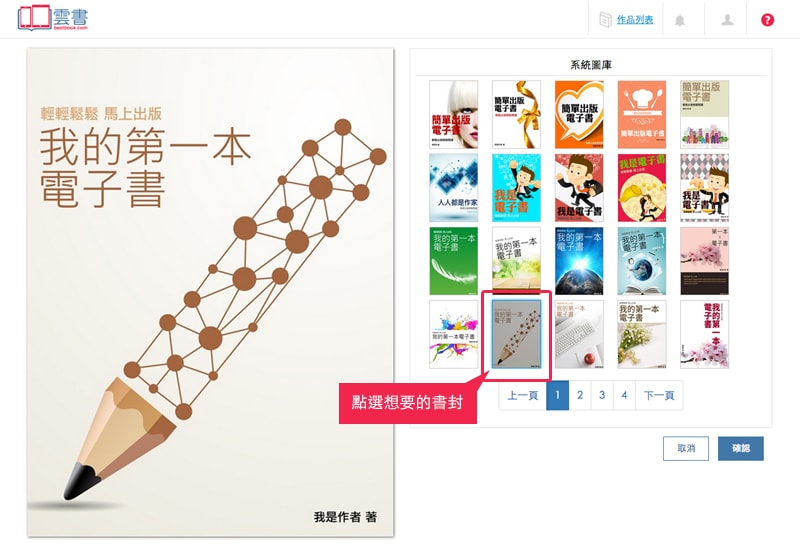 雲書
bestbook.com
作品列表
?
輕輕鬆鬆 馬上出版
我的第一本
電子書
我是作者 著
系統圖庫
簡單出版
電子書
簡單出版
電子書
簡單出版
電子書
簡單出版電子書
簡單出版
電子書
人人都是作家
我是
電子書
我是
電子書
我是
電子書
我是
電子書
我的第一本
電子書
我的第一本
電子書
我的第一本
電子書
我的第一本
電子書
我的第一本電子書
我的第一本
電子書
我的第一本
電子書
我的第一本
電子書
我的第一本
電子書
點選想要的書封
上一頁
1
2
3
4
下一頁
取消
確認